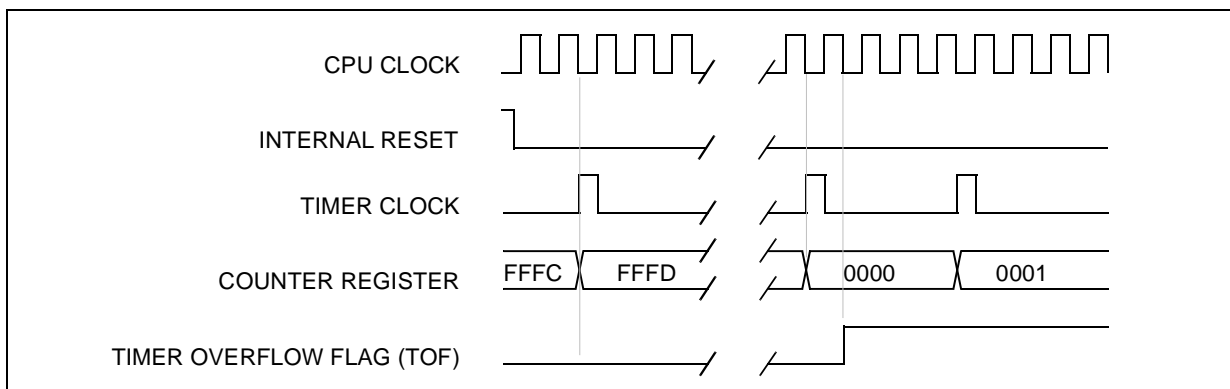 CPU CLOCK
INTERNAL RESET
TIMER CLOCK
COUNTER REGISTER
FFFC FFFD 0000 0001
TIMER OVERFLOW FLAG (TOF)